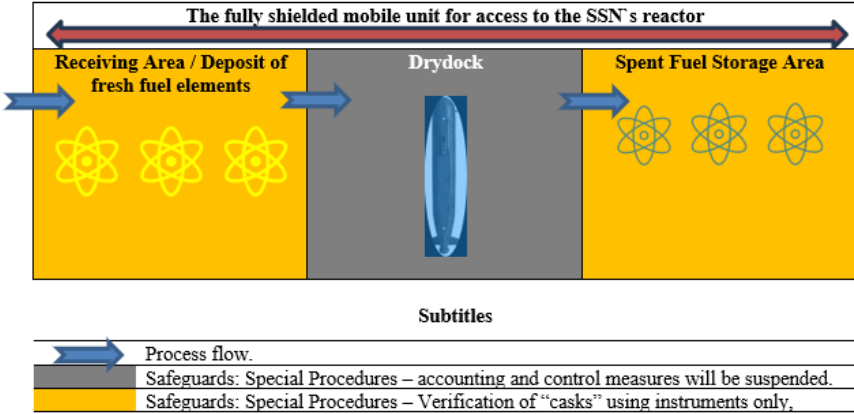 The fully shielded mobile unit for access to the SSN`s reactor
Receiving Area / Deposit of
fresh fuel elements
Drydock
Spent Fuel Storage Area
Subtitles
Process flow.
Safeguards: Special Procedures – accounting and control measures will be suspended.
Safeguards: Special Procedures – Verification of “casks” using instruments only,